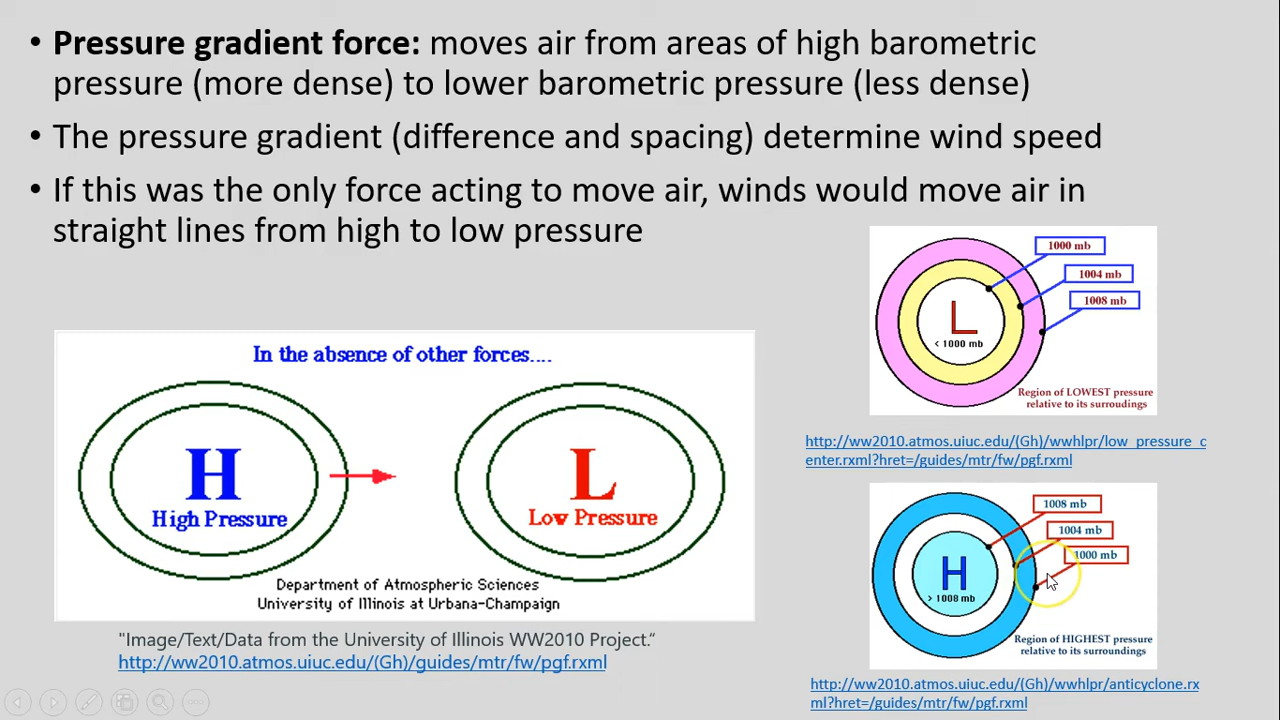 • Pressure gradient force: moves air from areas of high barometric
pressure (more dense) to lower barometric pressure (less dense)
• The pressure gradient (difference and spacing) determine wind speed
• If this was the only force acting to move air, winds would move air in
straight lines from high to low pressure
In the absence of other forces....
H
High Pressure
L
Low Pressure
Department of Atmospheric Sciences
University of Illinois at Urbana-Champaign
"Image/Text/Data from the University of Illinois WW2010 Project.“
http://ww2010.atmos.uiuc.edu/(Gh)/guides/mtr/fw/pgf.rxml
1000 mb
1004 mb
1008 mb
L
< 1000 mb
Region of LOWEST pressure
relative to its surroudings
http://ww2010.atmos.uiuc.edu/(Gh)/wwhlpr/low_pressure_c
enter.rxml?hret=/guides/mtr/fw/pgf.rxml
1008 mb
1004 mb
1000 mb
H
> 1008 mb
Region of HIGHEST pressure
relative to its surroundings
http://ww2010.atmos.uiuc.edu/(Gh)/wwhlpr/anticyclone.rx
ml?hret=/guides/mtr/fw/pgf.rxml